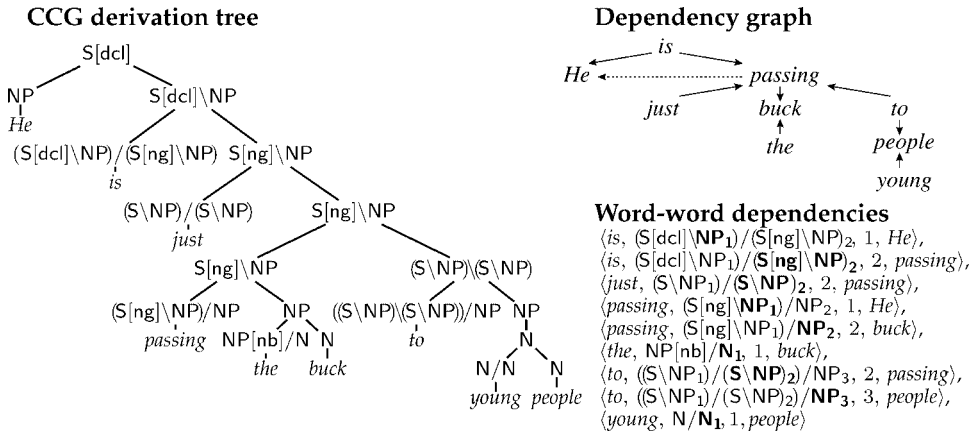 CCG derivation tree
S[dcl]
NP S[dcl]\NP
He
(S[dcl]\NP)/(S[ng]\NP) S[ng]\NP
is
(S\NP)/(S\NP) S[ng]\NP
just
S[ng]\NP (S\NP)\(S\NP)
(S[ng]\NP)/NP NP ((S\NP)\(S\NP))/NP NP
passing NP[nb]/N N to N
the buck N/N N
young people
Dependency graph
is
He passing
just buck to
the people
young
Word-word dependencies
⟨is, (S[dcl]\NP₁)/(S[ng]\NP)₂, 1, He⟩,
⟨is, (S[dcl]\NP₁)/(S[ng]\NP)₂, 2, passing⟩,
⟨just, (S\NP₁)/(S\NP)₂, 2, passing⟩,
⟨passing, (S[ng]\NP₁)/NP₂, 1, He⟩,
⟨passing, (S[ng]\NP₁)/NP₂, 2, buck⟩,
⟨the, NP[nb]/N₁, 1, buck⟩,
⟨to, ((S\NP₁)/(S\NP)₂)/NP₃, 2, passing⟩,
⟨to, ((S\NP₁)/(S\NP)₂)/NP₃, 3, people⟩,
⟨young, N/N₁, 1, people⟩